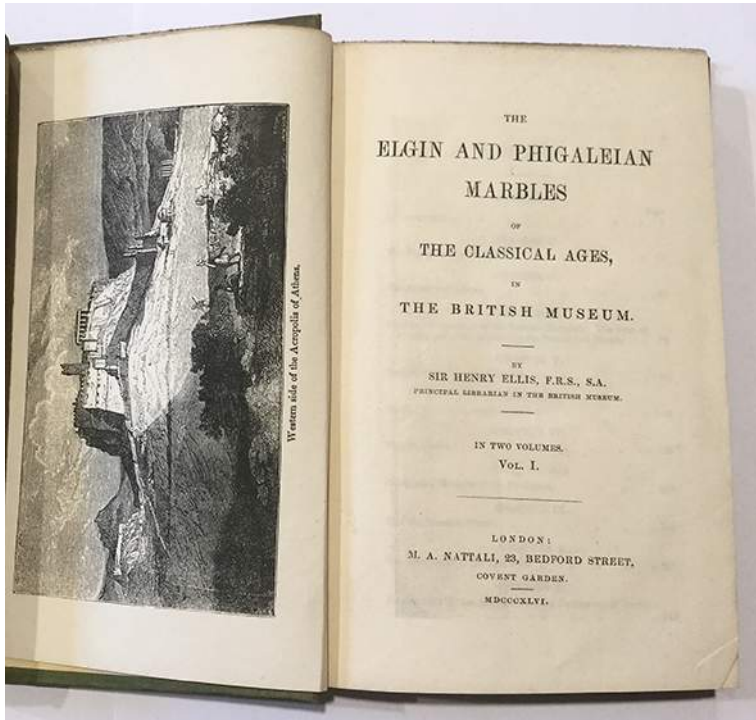 Western side of the Acropolis of Athens.
THE
ELGIN AND PHIGALEIAN
MARBLES
OF
THE CLASSICAL AGES,
IN
THE BRITISH MUSEUM.
BY
SIR HENRY ELLIS, F.R.S., S.A.
PRINCIPAL LIBRARIAN IN THE BRITISH MUSEUM.
IN TWO VOLUMES.
VOL. I.
LONDON:
M. A. NATTALI, 23, BEDFORD STREET,
COVENT GARDEN.
MDCCCXLVI.